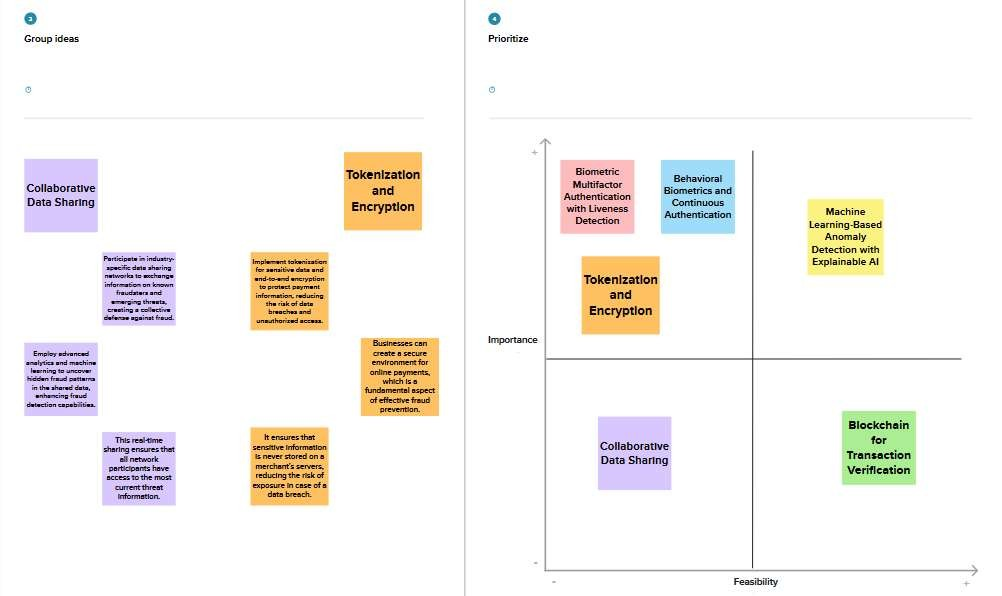 3
Group ideas
Collaborative
Data Sharing
Tokenization
and
Encryption
Participate in industry-
specific data sharing
networks to exchange
information on known
fraudsters and
emerging threats,
creating a collective
defense against fraud.
Implement tokenization
for sensitive data and
end-to-end encryption
to protect payment
information, reducing
the risk of data
breaches and
unauthorized access.
Employ advanced
analytics and machine
learning to uncover
hidden fraud patterns
in the shared data,
enhancing fraud
detection capabilities.
Businesses can
create a secure
environment for
online payments,
which is a
fundamental aspect
of effective fraud
prevention.
This real-time
sharing ensures that
all network
participants have
access to the most
current threat
information.
It ensures that
sensitive information
is never stored on a
merchant's servers,
reducing the risk of
exposure in case of a
data breach.
4
Prioritize
+
Biometric
Multifactor
Authentication
with Liveness
Detection
Behavioral
Biometrics and
Continuous
Authentication
Machine
Learning-Based
Anomaly
Detection with
Explainable AI
Tokenization
and
Encryption
Importance
Collaborative
Data Sharing
Blockchain
for
Transaction
Verification
-
-
Feasibility
+